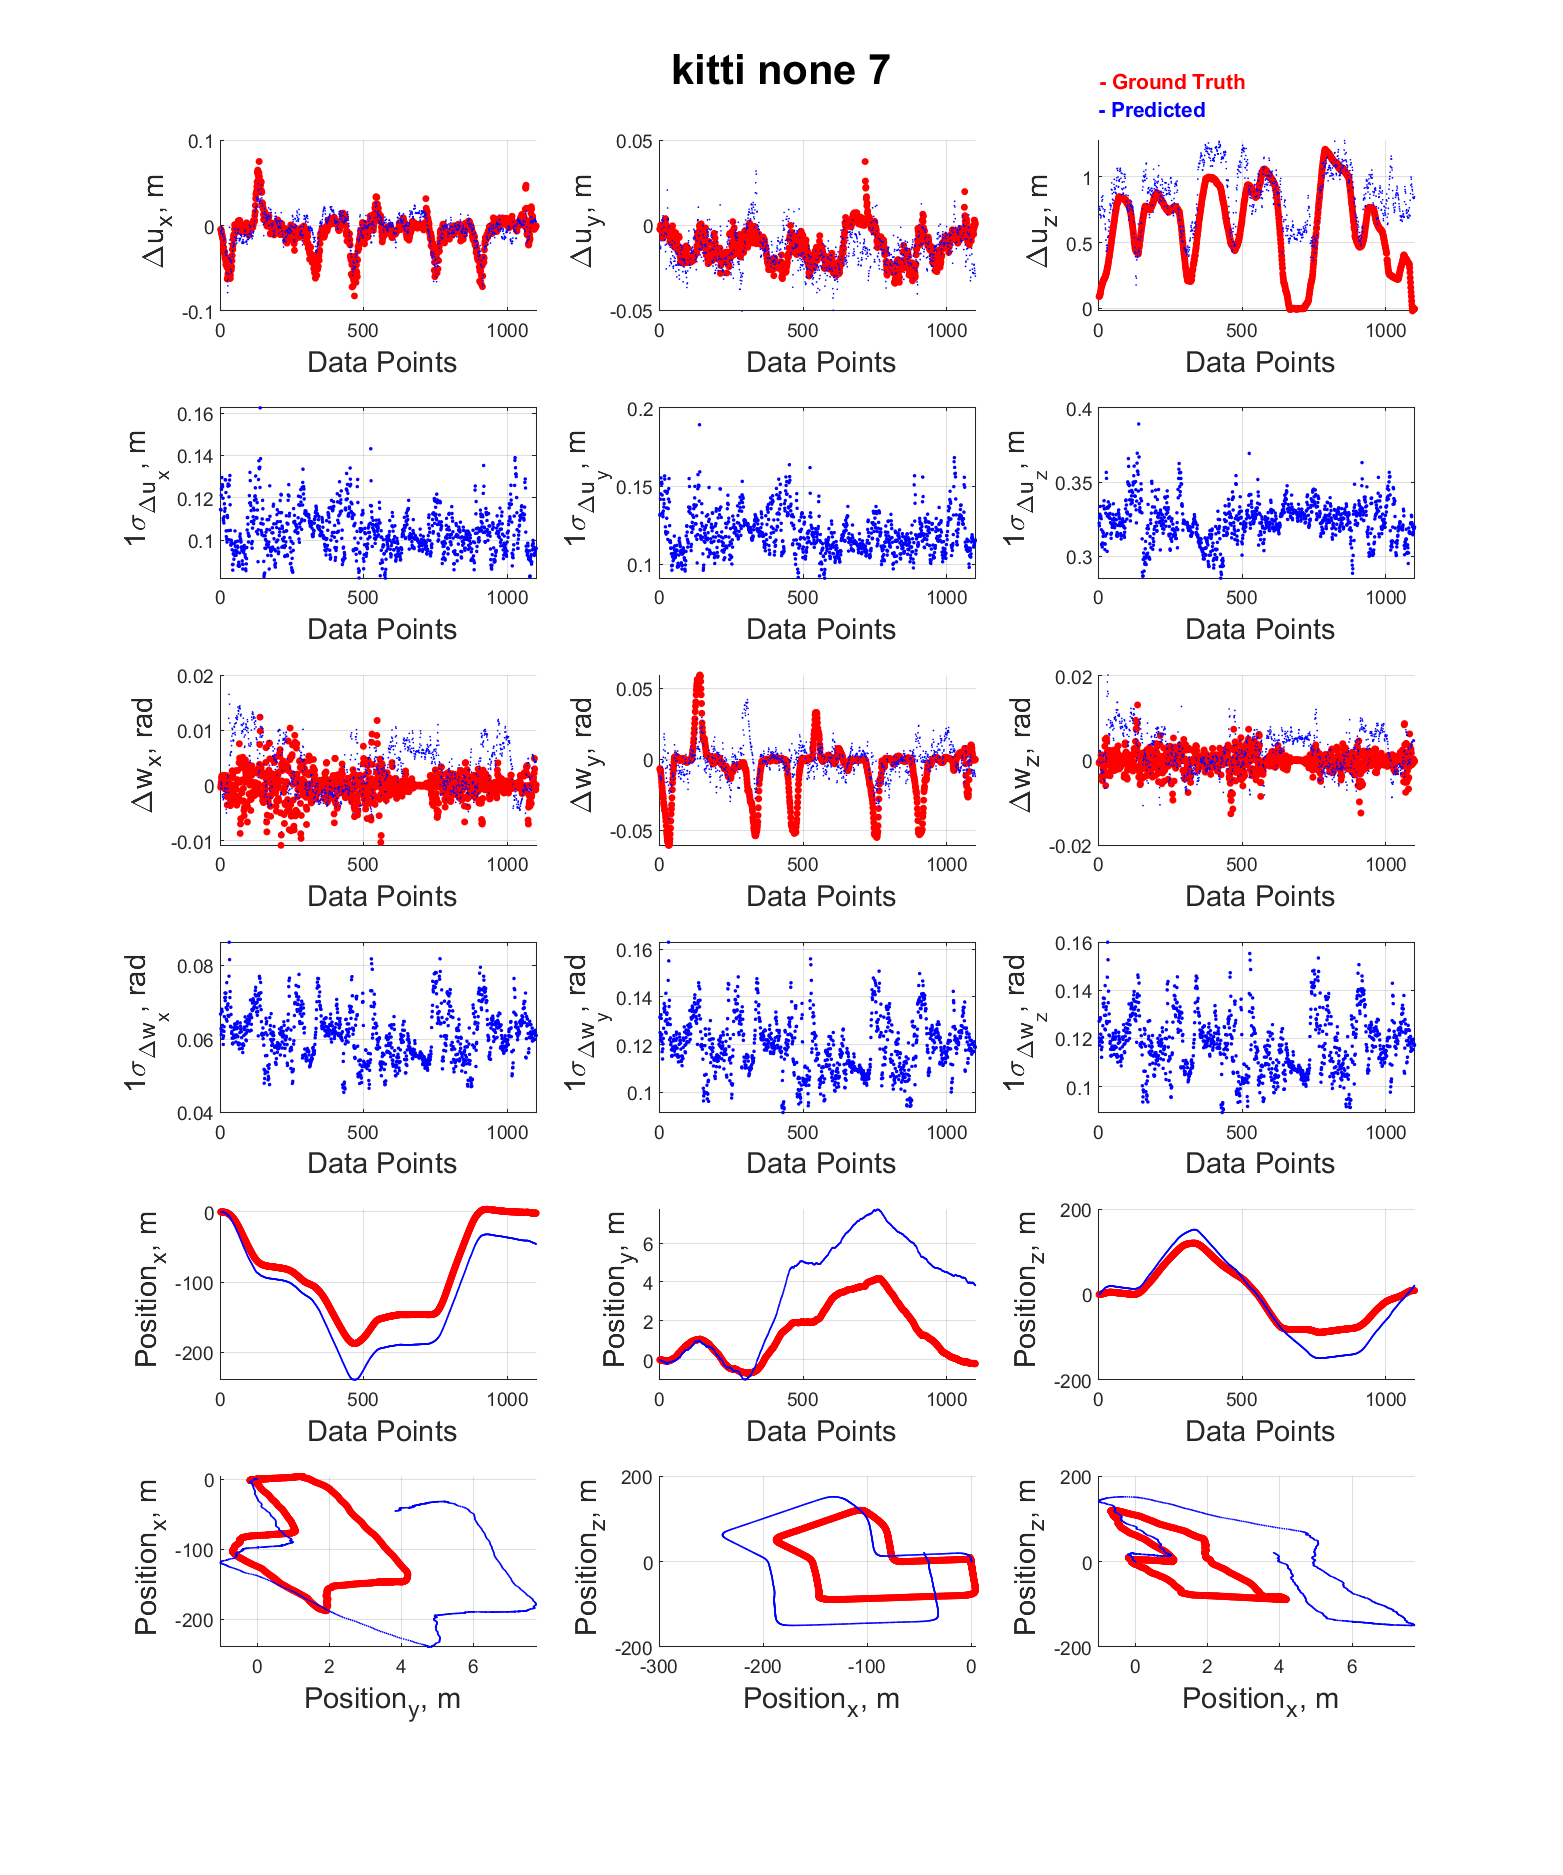 kitti none 7
- Ground Truth
- Predicted
Δu_x, m
0.1
0
-0.1
0 500 1000
Data Points
Δu_y, m
0.05
0
-0.05
0 500 1000
Data Points
Δu_z, m
1
0.5
0
0 500 1000
Data Points
1σ_Δu_x, m
0.16
0.14
0.12
0.1
0 500 1000
Data Points
1σ_Δu_y, m
0.2
0.15
0.1
0 500 1000
Data Points
1σ_Δu_z, m
0.4
0.35
0.3
0 500 1000
Data Points
Δw_x, rad
0.02
0.01
0
-0.01
0 500 1000
Data Points
Δw_y, rad
0.05
0
-0.05
0 500 1000
Data Points
Δw_z, rad
0.02
0
-0.02
0 500 1000
Data Points
1σ_Δw_x, rad
0.08
0.06
0.04
0 500 1000
Data Points
1σ_Δw_y, rad
0.16
0.14
0.12
0.1
0 500 1000
Data Points
1σ_Δw_z, rad
0.16
0.14
0.12
0.1
0 500 1000
Data Points
Position_x, m
0
-100
-200
0 500 1000
Data Points
Position_y, m
6
4
2
0
0 500 1000
Data Points
Position_z, m
200
0
-200
0 500 1000
Data Points
Position_x, m
0
-100
-200
0 2 4 6
Position_y, m
Position_z, m
200
0
-200
-300 -200 -100 0
Position_x, m
Position_z, m
200
0
-200
0 2 4 6
Position_x, m